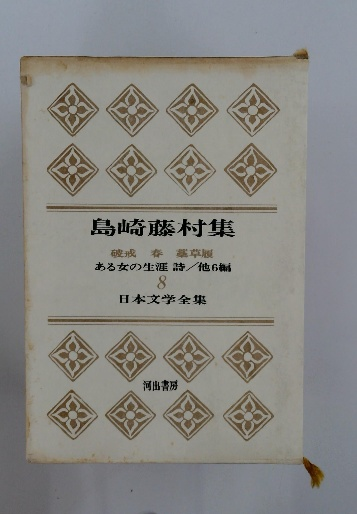 島崎藤村集
破戒 春 藁草履
ある女の生涯 詩／他6編
8
日本文学全集
河出書房